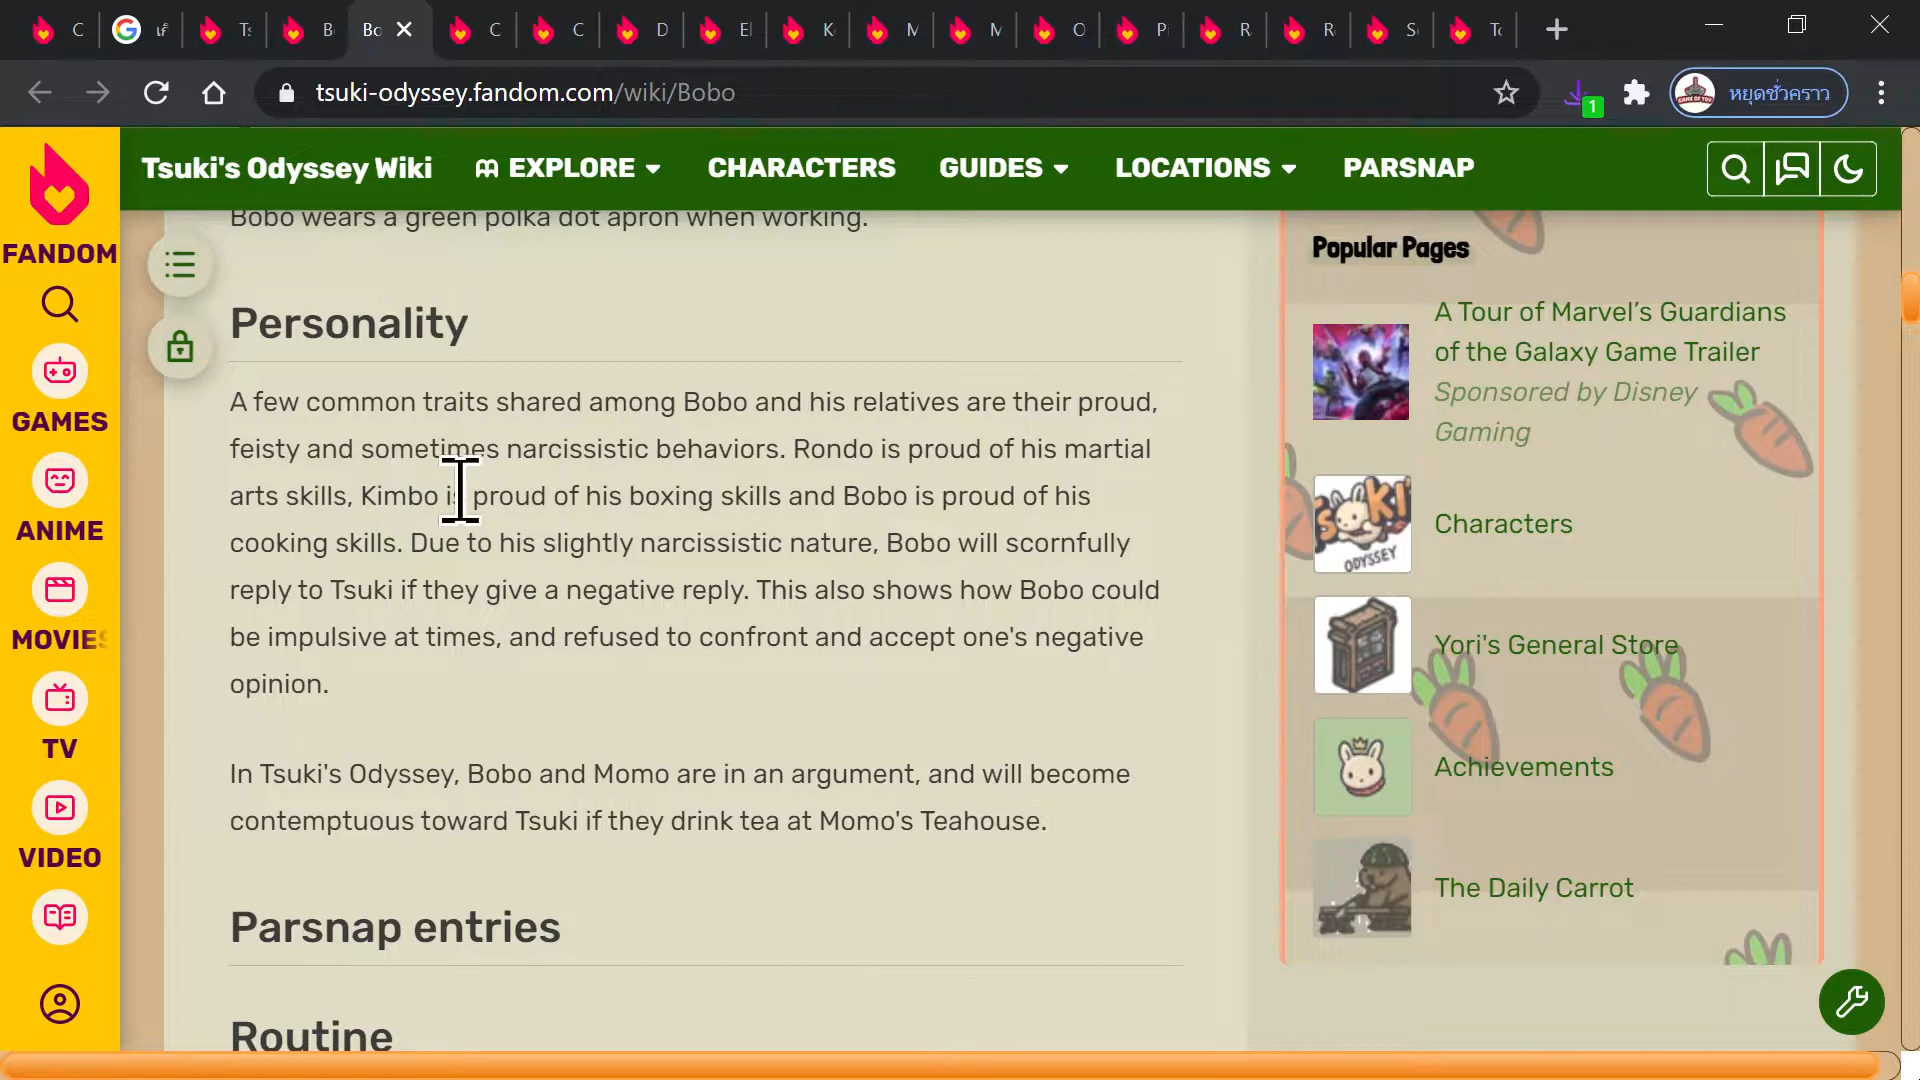 C
If
Ts
B
Bo
C
C
D
El
K
M
M
O
P
R
R
S
To
tsuki-odyssey.fandom.com/wiki/Bobo
1
หยุดชั่วคราว
Tsuki's Odyssey Wiki
EXPLORE
CHARACTERS
GUIDES
LOCATIONS
PARSNAP
FANDOM
GAMES
ANIME
MOVIES
TV
VIDEO
Bobo wears a green polka dot apron when working.
Personality
A few common traits shared among Bobo and his relatives are their proud,
feisty and sometimes narcissistic behaviors. Rondo is proud of his martial
arts skills, Kimbo is proud of his boxing skills and Bobo is proud of his
cooking skills. Due to his slightly narcissistic nature, Bobo will scornfully
reply to Tsuki if they give a negative reply. This also shows how Bobo could
be impulsive at times, and refused to confront and accept one's negative
opinion.
In Tsuki's Odyssey, Bobo and Momo are in an argument, and will become
contemptuous toward Tsuki if they drink tea at Momo's Teahouse.
Parsnap entries
Routine
Popular Pages
A Tour of Marvel's Guardians
of the Galaxy Game Trailer
Sponsored by Disney
Gaming
TSUKI
ODYSSEY
Characters
Yori's General Store
Achievements
The Daily Carrot